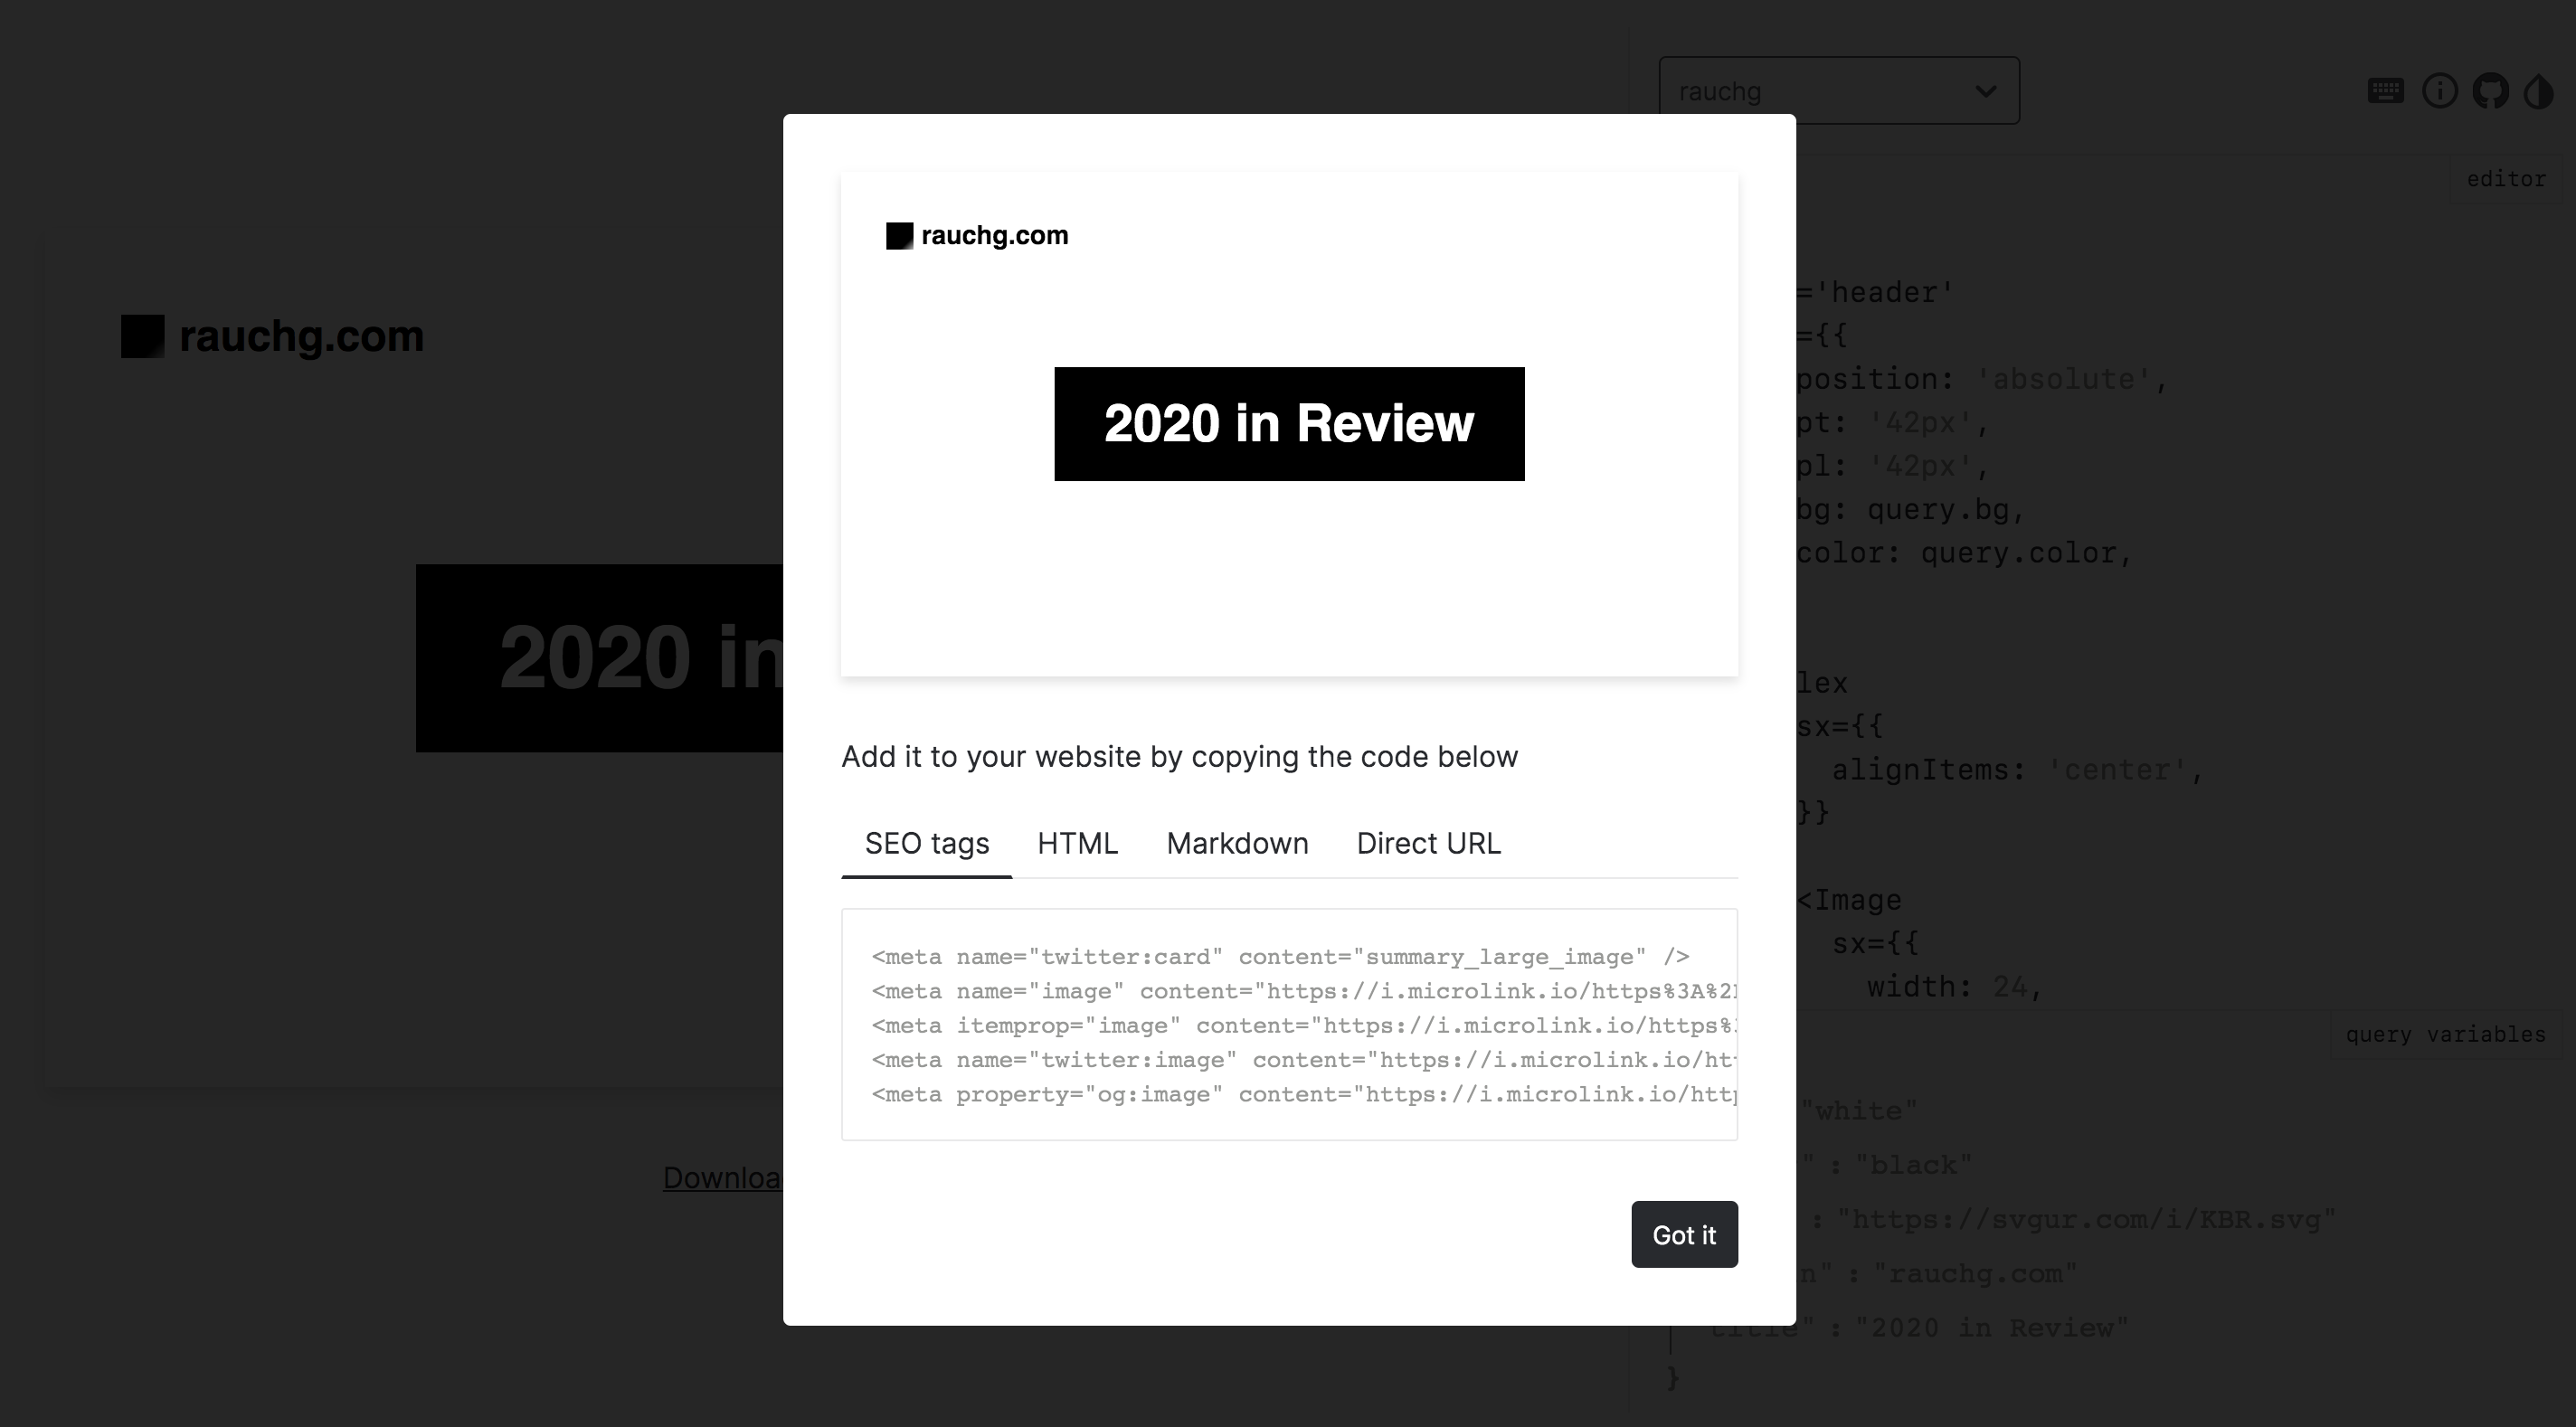 rauchg
editor
rauchg.com
2020 in Review
Add it to your website by copying the code below
SEO tags HTML Markdown Direct URL
<meta name="twitter:card" content="summary_large_image" />
<meta name="image" content="https://i.microlink.io/https%3A%2
<meta itemprop="image" content="https://i.microlink.io/https%
<meta name="twitter:image" content="https://i.microlink.io/ht
<meta property="og:image" content="https://i.microlink.io/http
Got it
rauchg.com
2020 in
Downloa
='header'
={{
position: 'absolute',
pt: '42px',
pl: '42px',
bg: query.bg,
color: query.color,
lex
sx={{
alignItems: 'center',
}}
<Image
sx={{
width: 24,
query variables
"white"
" : "black"
: "https://svgur.com/i/KBR.svg"
n" : "rauchg.com"
title" : "2020 in Review"
}